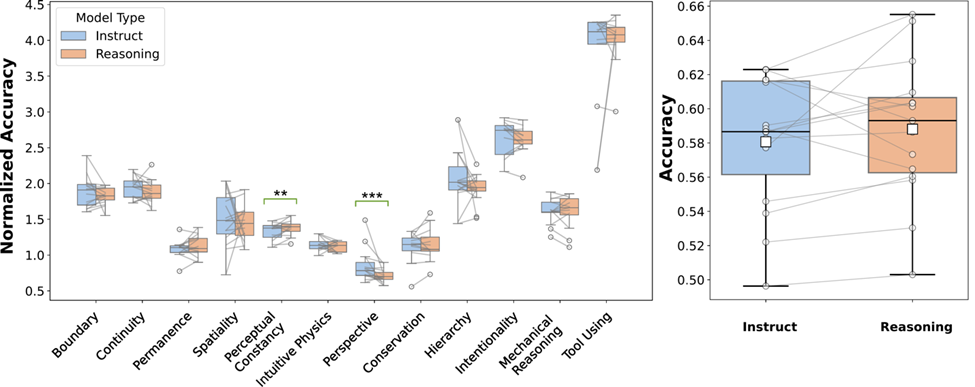 Normalized Accuracy
4.5
4.0
3.5
3.0
2.5
2.0
1.5
1.0
0.5
Model Type
Instruct
Reasoning
**
***
Boundary
Continuity
Permanence
Spatiality
Perceptual
Constancy
Intuitive Physics
Perspective
Conservation
Hierarchy
Intentionality
Mechanical
Reasoning
Tool Using
Accuracy
0.66
0.64
0.62
0.60
0.58
0.56
0.54
0.52
0.50
Instruct
Reasoning